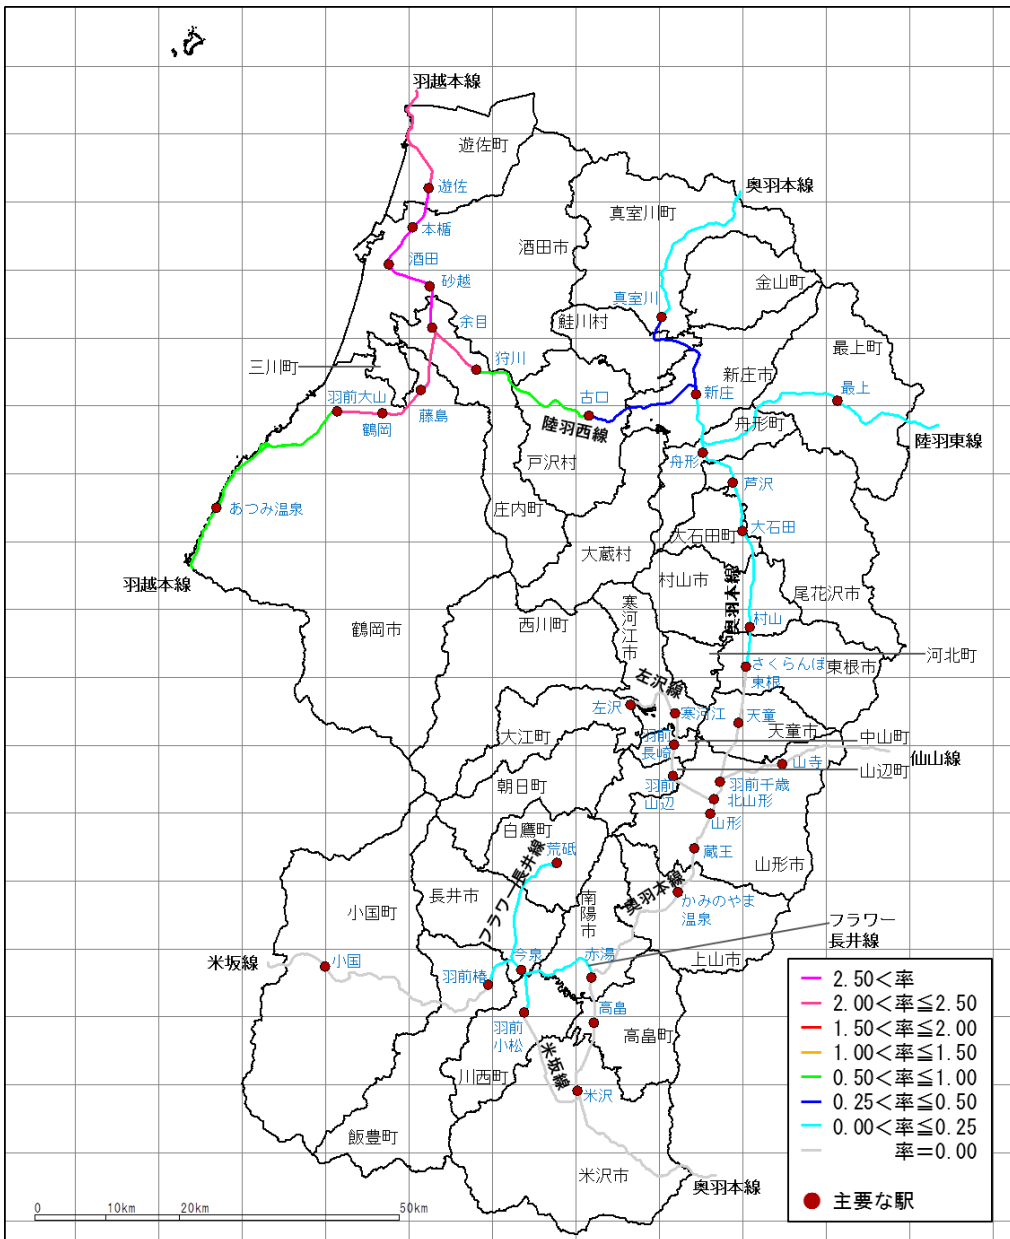 羽越本線
遊佐町
遊佐
奥羽本線
真室川町
本楯
酒田市
酒田
砂越
金山町
真室川
余目
鮭川村
最上町
狩川
三川町
新庄市
羽前大山
新庄
最上
古口
藤島
鶴岡
舟形町
陸羽西線
陸羽東線
舟形
戸沢村
芦沢
あつみ温泉
庄内町
大石田
大石田町
大蔵村
羽越本線
村山市
奥羽本線
尾花沢市
寒河江市
西川町
鶴岡市
村山
河北町
さくらんぼ
東根
東根市
左沢線
左沢
寒河江
天童
天童市
大江町
羽前
長崎
中山町
仙山線
山寺
山辺町
朝日町
羽前
山辺
羽前千歳
北山形
山形
白鷹町
荒砥
蔵王
山形市
フラワー長井線
長井市
南陽市
奥羽本線
かみのやま
温泉
小国町
フラワー
長井線
米坂線
小国
今泉
赤湯
上山市
羽前椿
羽前
小松
高畠
高畠町
米坂線
川西町
米沢
飯豊町
米沢市
奥羽本線
2.50<率
2.00<率≦2.50
1.50<率≦2.00
1.00<率≦1.50
0.50<率≦1.00
0.25<率≦0.50
0.00<率≦0.25
率=0.00
主要な駅
0 10km 20km 50km